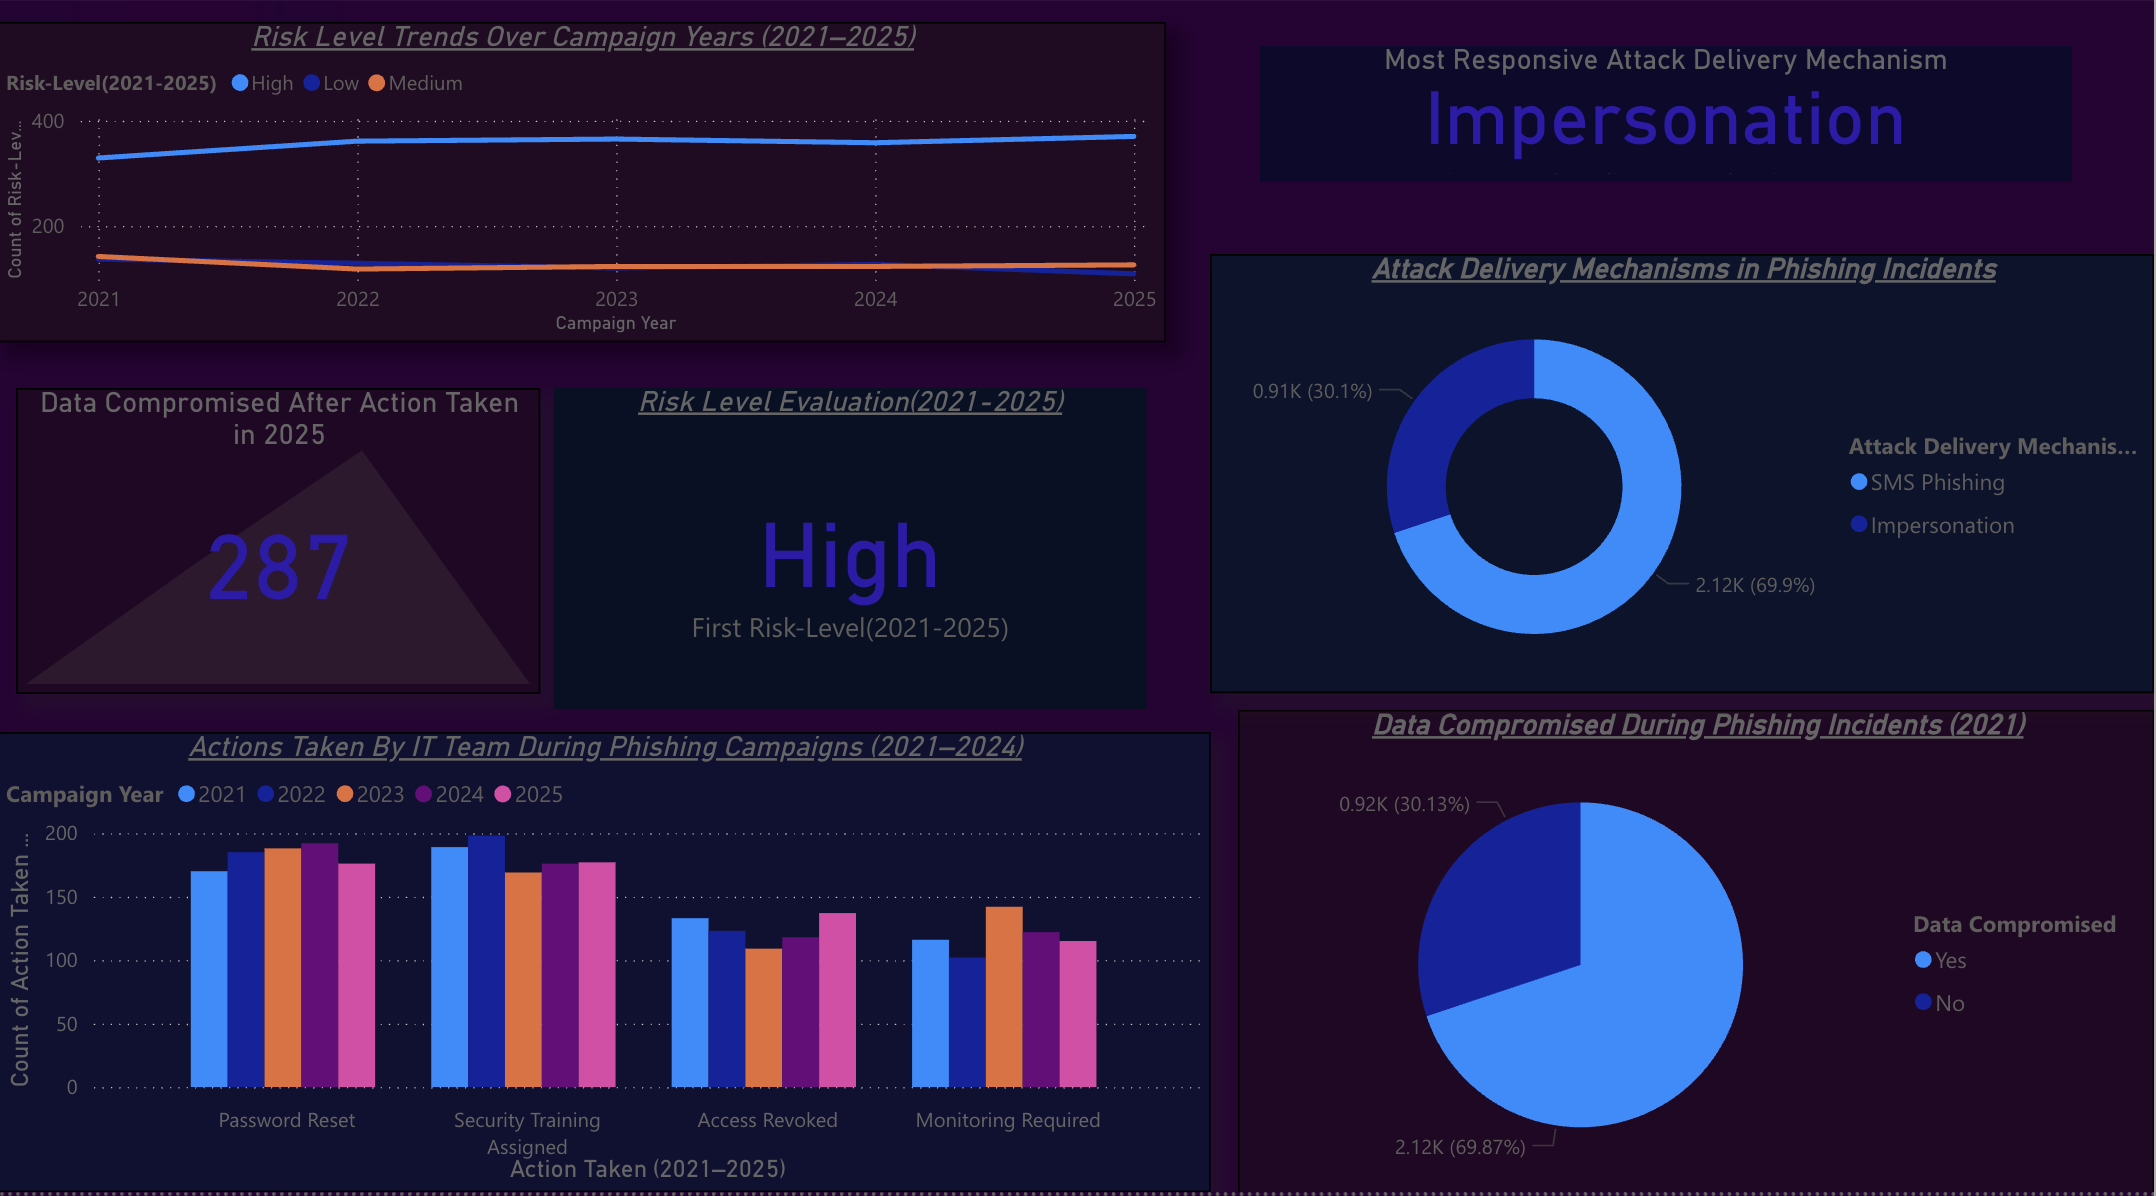 Risk Level Trends Over Campaign Years (2021–2025)
Risk-Level(2021-2025) High Low Medium
Count of Risk-Lev...
400
200
2021 2022 2023 2024 2025
Campaign Year
Most Responsive Attack Delivery Mechanism
Impersonation
Data Compromised After Action Taken
in 2025
287
Risk Level Evaluation(2021-2025)
High
First Risk-Level(2021-2025)
Attack Delivery Mechanisms in Phishing Incidents
0.91K (30.1%)
2.12K (69.9%)
Attack Delivery Mechanis...
SMS Phishing
Impersonation
Actions Taken By IT Team During Phishing Campaigns (2021–2024)
Campaign Year 2021 2022 2023 2024 2025
Count of Action Taken ...
200
150
100
50
0
Password Reset Security Training Access Revoked Monitoring Required
Assigned
Action Taken (2021–2025)
Data Compromised During Phishing Incidents (2021)
0.92K (30.13%)
2.12K (69.87%)
Data Compromised
Yes
No